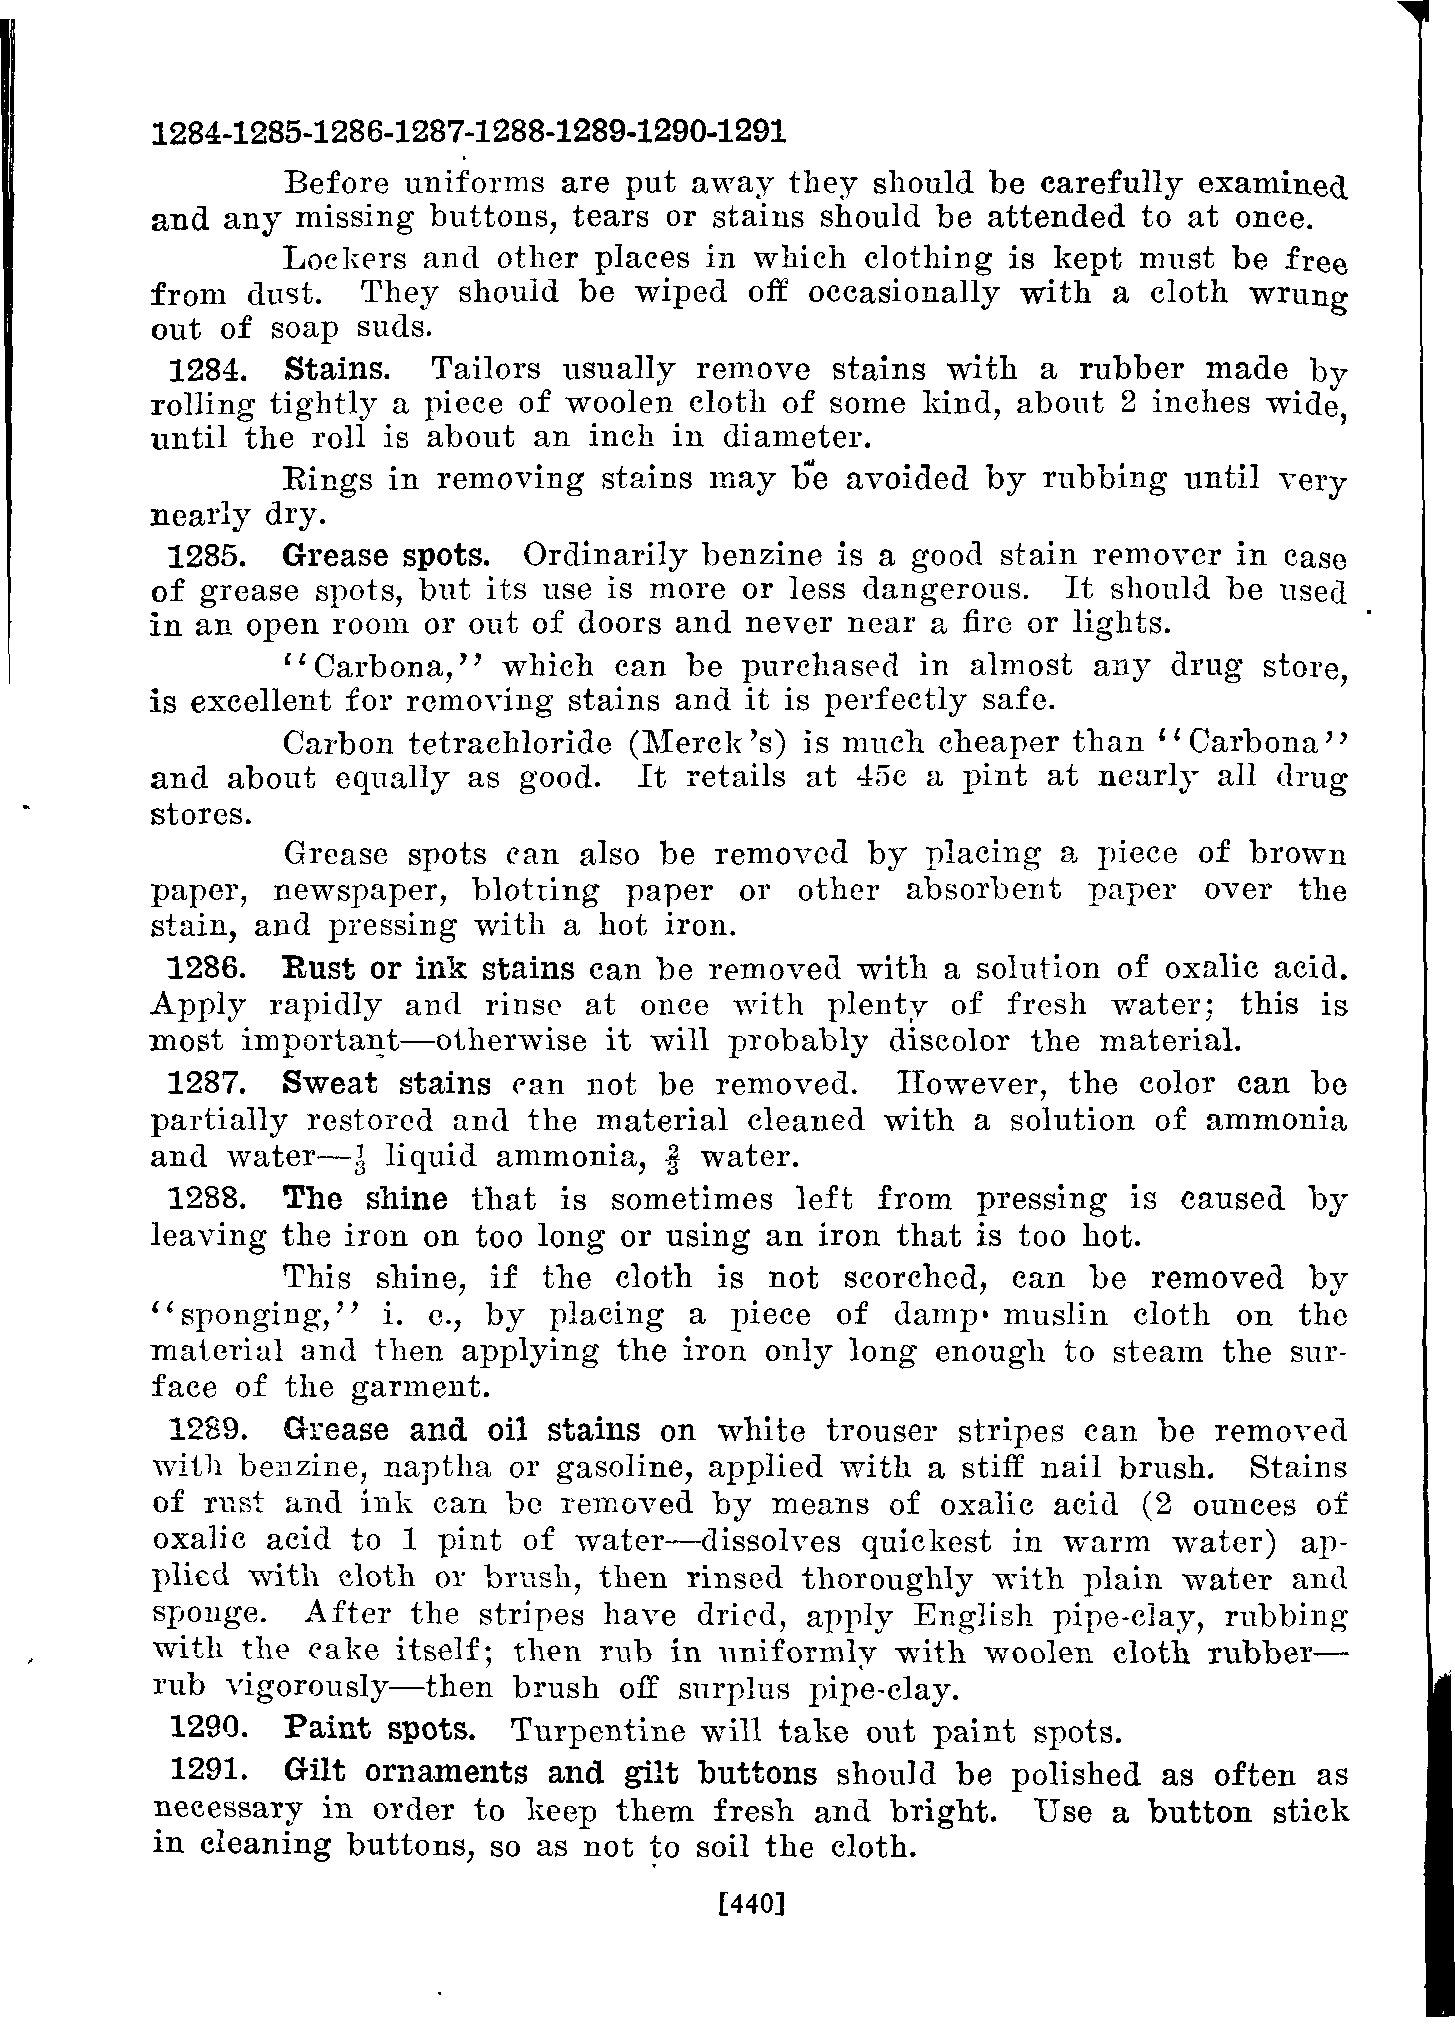 1284-1285-1286-1287-1288-1289-1290-1291
Before uniforms are put away they should be carefully examined
and any missing buttons, tears or stains should be attended to at once.
Lockers and other places in which clothing is kept must be free
from dust. They should be wiped off occasionally with a cloth wrung
out of soap suds.
1284. Stains. Tailors usually remove stains with a rubber made by
rolling tightly a piece of woolen cloth of some kind, about 2 inches wide,
until the roll is about an inch in diameter.
Rings in removing stains may be avoided by rubbing until very
nearly dry.
1285. Grease spots. Ordinarily benzine is a good stain remover in case
of grease spots, but its use is more or less dangerous. It should be used
in an open room or out of doors and never near a fire or lights.
"Carbona," which can be purchased in almost any drug store,
is excellent for removing stains and it is perfectly safe.
Carbon tetrachloride (Merck's) is much cheaper than "Carbona"
and about equally as good. It retails at 45c a pint at nearly all drug
stores.
Grease spots can also be removed by placing a piece of brown
paper, newspaper, blotting paper or other absorbent paper over the
stain, and pressing with a hot iron.
1286. Rust or ink stains can be removed with a solution of oxalic acid.
Apply rapidly and rinse at once with plenty of fresh water; this is
most important—otherwise it will probably discolor the material.
1287. Sweat stains can not be removed. However, the color can be
partially restored and the material cleaned with a solution of ammonia
and water—⅓ liquid ammonia, ⅔ water.
1288. The shine that is sometimes left from pressing is caused by
leaving the iron on too long or using an iron that is too hot.
This shine, if the cloth is not scorched, can be removed by
"sponging," i. e., by placing a piece of damp muslin cloth on the
material and then applying the iron only long enough to steam the sur-
face of the garment.
1289. Grease and oil stains on white trouser stripes can be removed
with benzine, naptha or gasoline, applied with a stiff nail brush. Stains
of rust and ink can be removed by means of oxalic acid (2 ounces of
oxalic acid to 1 pint of water—dissolves quickest in warm water) ap-
plied with cloth or brush, then rinsed thoroughly with plain water and
sponge. After the stripes have dried, apply English pipe-clay, rubbing
with the cake itself; then rub in uniformly with woolen cloth rubber—
rub vigorously—then brush off surplus pipe-clay.
1290. Paint spots. Turpentine will take out paint spots.
1291. Gilt ornaments and gilt buttons should be polished as often as
necessary in order to keep them fresh and bright. Use a button stick
in cleaning buttons, so as not to soil the cloth.
[440]